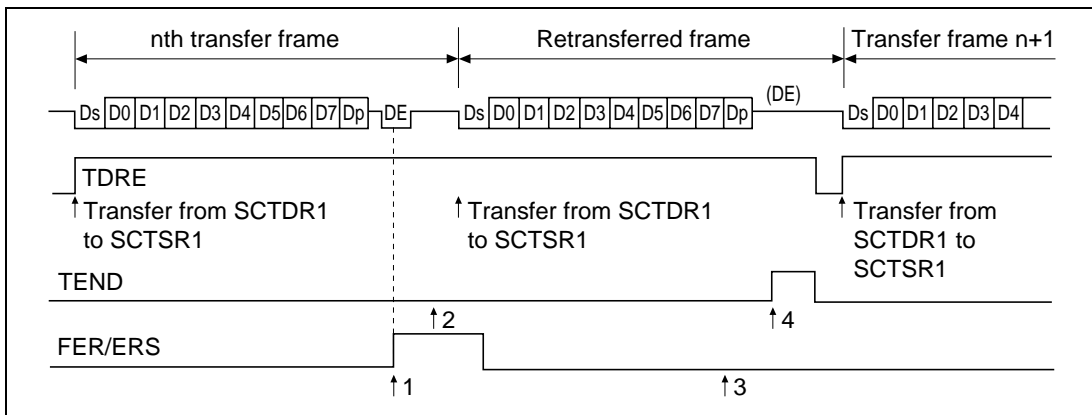 nth transfer frame Retransferred frame Transfer frame n+1
Ds D0 D1 D2 D3 D4 D5 D6 D7 Dp DE Ds D0 D1 D2 D3 D4 D5 D6 D7 Dp (DE) Ds D0 D1 D2 D3 D4
TDRE
Transfer from SCTDR1
to SCTSR1
Transfer from SCTDR1
to SCTSR1
Transfer from
SCTDR1 to
SCTSR1
TEND
2 4
FER/ERS
1 3